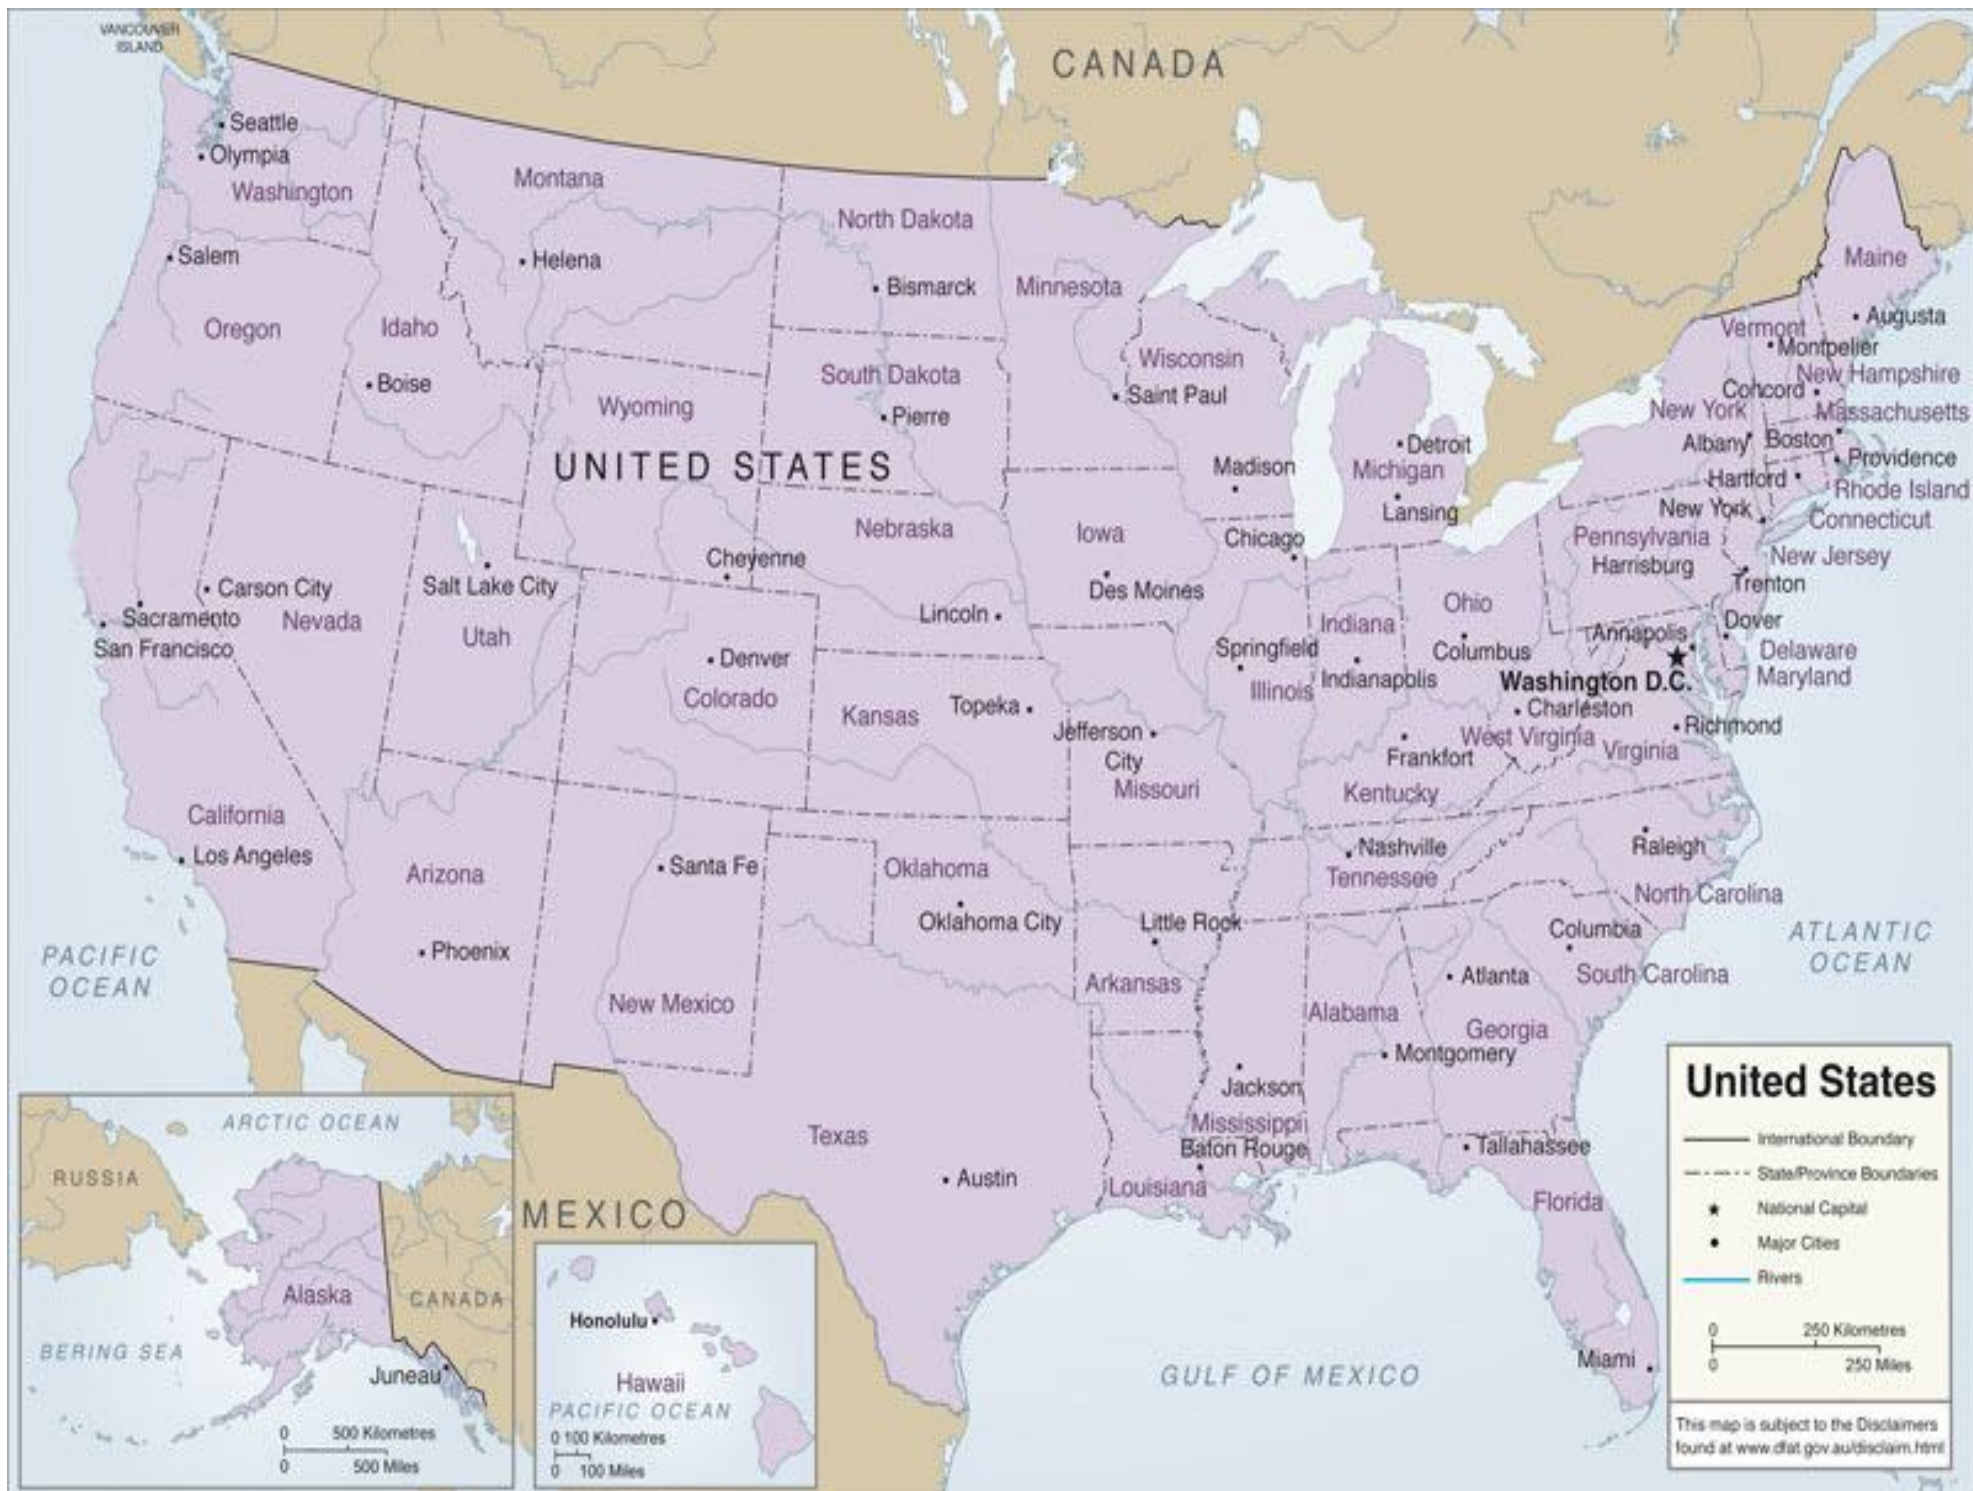 VANCOUVER
ISLAND
CANADA
Seattle
Olympia
Washington
Montana
North Dakota
Salem
Helena
Bismarck
Minnesota
Maine
Oregon
Idaho
Augusta
Vermont
Montpelier
Wisconsin
South Dakota
New Hampshire
Boise
Concord
Saint Paul
Wyoming
Pierre
New York
Massachusetts
Albany
Boston
Detroit
Michigan
UNITED STATES
Madison
Providence
Hartford
Rhode Island
Lansing
New York
Connecticut
Nebraska
Iowa
Chicago
Pennsylvania
Harrisburg
New Jersey
Cheyenne
Trenton
Carson City
Salt Lake City
Des Moines
Ohio
Sacramento
Nevada
Lincoln
Indiana
Dover
Utah
Annapolis
San Francisco
Springfield
Columbus
Delaware
Denver
Maryland
Indianapolis
Washington D.C.
Illinois
Colorado
Topeka
Charleston
Kansas
Jefferson
City
West Virginia
Richmond
Virginia
Frankfort
Missouri
Kentucky
California
Los Angeles
Nashville
Raleigh
Arizona
Santa Fe
Oklahoma
Tennessee
North Carolina
Oklahoma City
Little Rock
Columbia
PACIFIC
OCEAN
ATLANTIC
OCEAN
Phoenix
Arkansas
Atlanta
South Carolina
New Mexico
Alabama
Georgia
Montgomery
Jackson
Mississippi
Texas
Baton Rouge
Tallahassee
Austin
Louisiana
Florida
MEXICO
Miami
GULF OF MEXICO
ARCTIC OCEAN
RUSSIA
Alaska
CANADA
BERING SEA
Juneau
0 500 Kilometres
0 500 Miles
Honolulu
Hawaii
PACIFIC OCEAN
0 100 Kilometres
0 100 Miles
United States
International Boundary
State/Province Boundaries
National Capital
Major Cities
Rivers
0 250 Kilometres
0 250 Miles
This map is subject to the Disclaimers
found at www.dfat.gov.au/disclaim.html